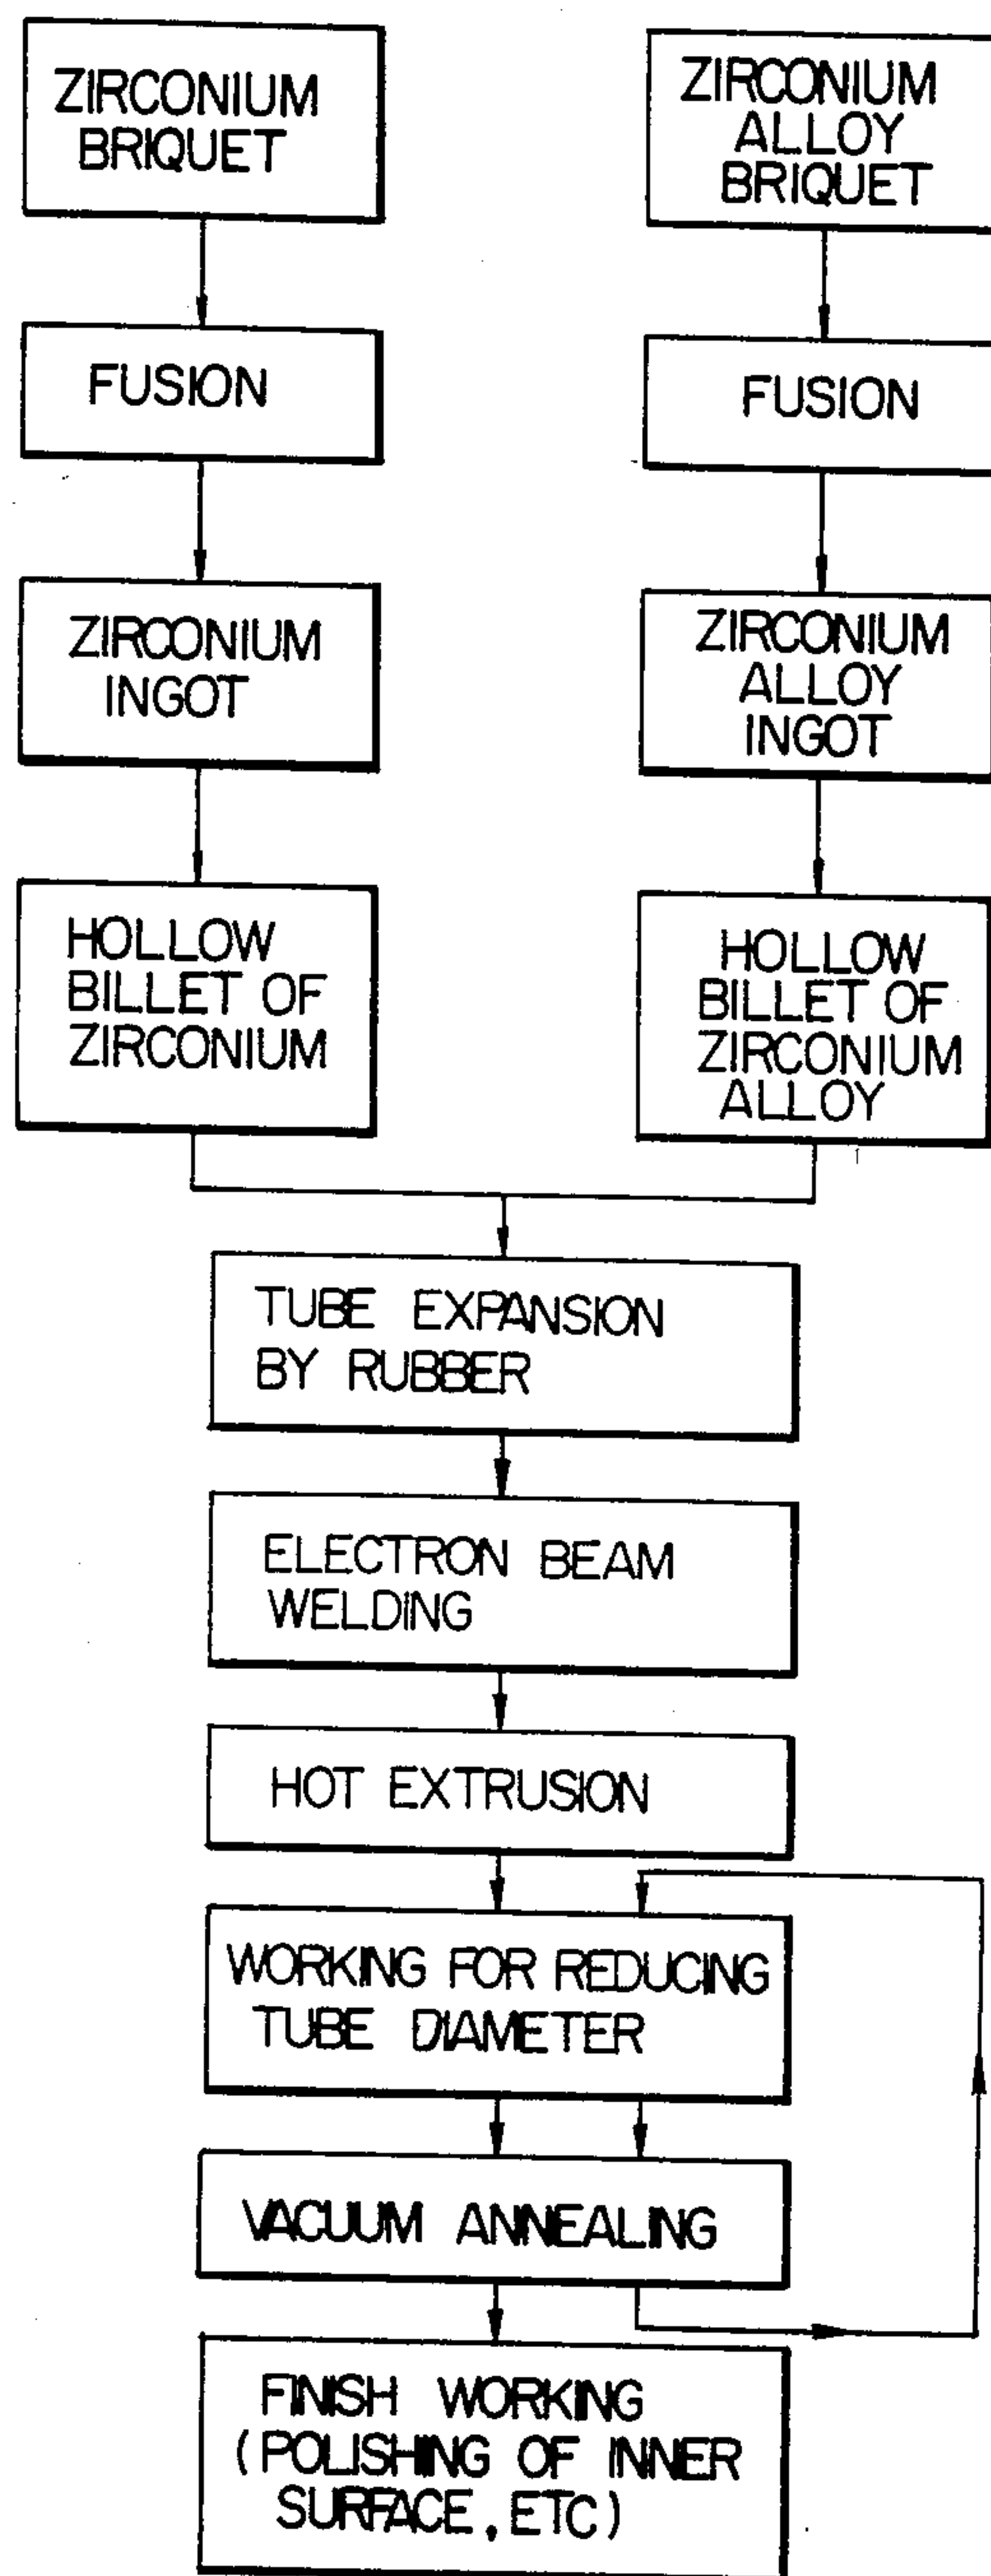 ZIRCONIUM
BRIQUET
ZIRCONIUM
ALLOY
BRIQUET
FUSION
FUSION
ZIRCONIUM
INGOT
ZIRCONIUM
ALLOY
INGOT
HOLLOW
BILLET OF
ZIRCONIUM
HOLLOW
BILLET OF
ZIRCONIUM
ALLOY
TUBE EXPANSION
BY RUBBER
ELECTRON BEAM
WELDING
HOT EXTRUSION
WORKING FOR REDUCING
TUBE DIAMETER
VACUUM ANNEALING
FINISH WORKING
(POLISHING OF INNER
SURFACE, ETC)